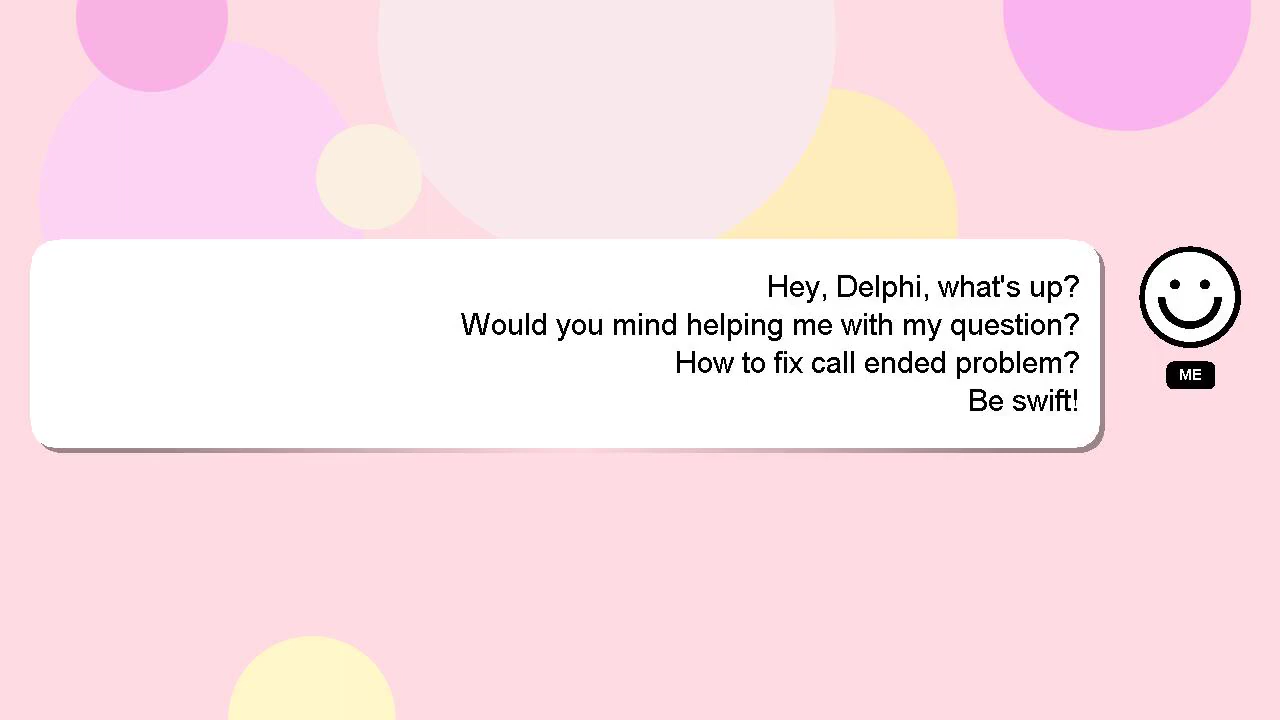 Hey, Delphi, what's up?
Would you mind helping me with my question?
How to fix call ended problem?
Be swift!
ME